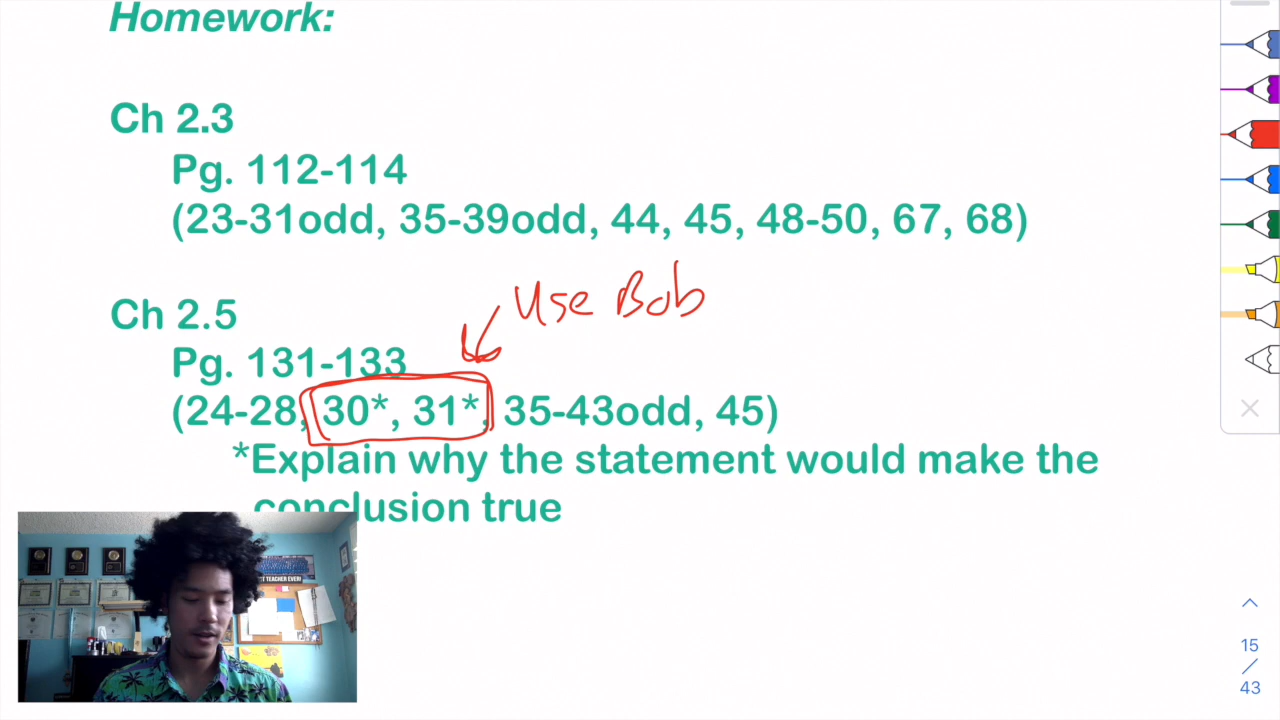 Homework:
Ch 2.3
Pg. 112-114
(23-31odd, 35-39odd, 44, 45, 48-50, 67, 68)
Use Bob
Ch 2.5
Pg. 131-133
(24-28, 30*, 31*, 35-43odd, 45)
*Explain why the statement would make the
conclusion true
T TEACHER EVER!
15
/
43